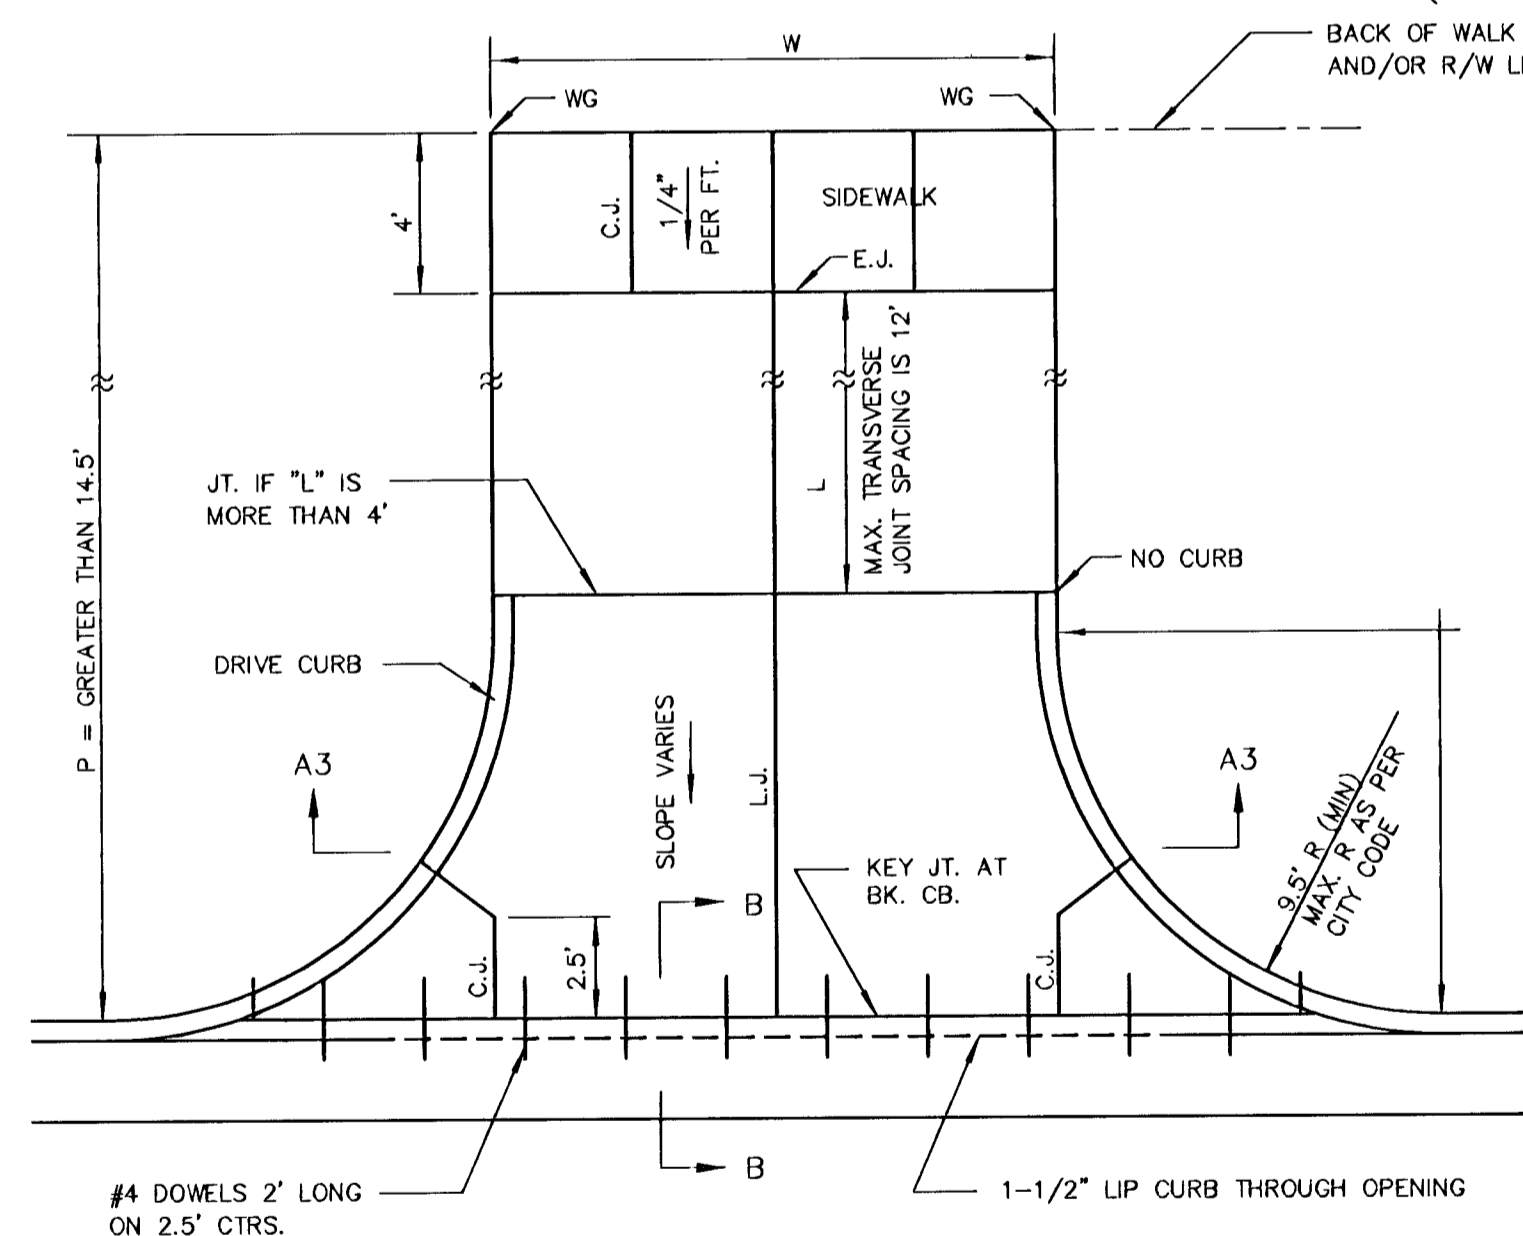 BACK OF WALK
AND/OR R/W
W
WG
WG
4'
C.J.
1/4"
PER FT.
SIDEWALK
E.J.
P = GREATER THAN 14.5'
L
MAX. TRANSVERSE
JOINT SPACING IS 12'
JT. IF "L" IS
MORE THAN 4'
NO CURB
DRIVE CURB
A3
SLOPE VARIES
L.J.
A3
9.5' R (MIN)
MAX. R AS PER
CITY CODE
KEY JT. AT
BK. CB.
B
C.J.
2.5'
C.J.
B
#4 DOWELS 2' LONG
ON 2.5' CTRS.
1-1/2" LIP CURB THROUGH OPENING